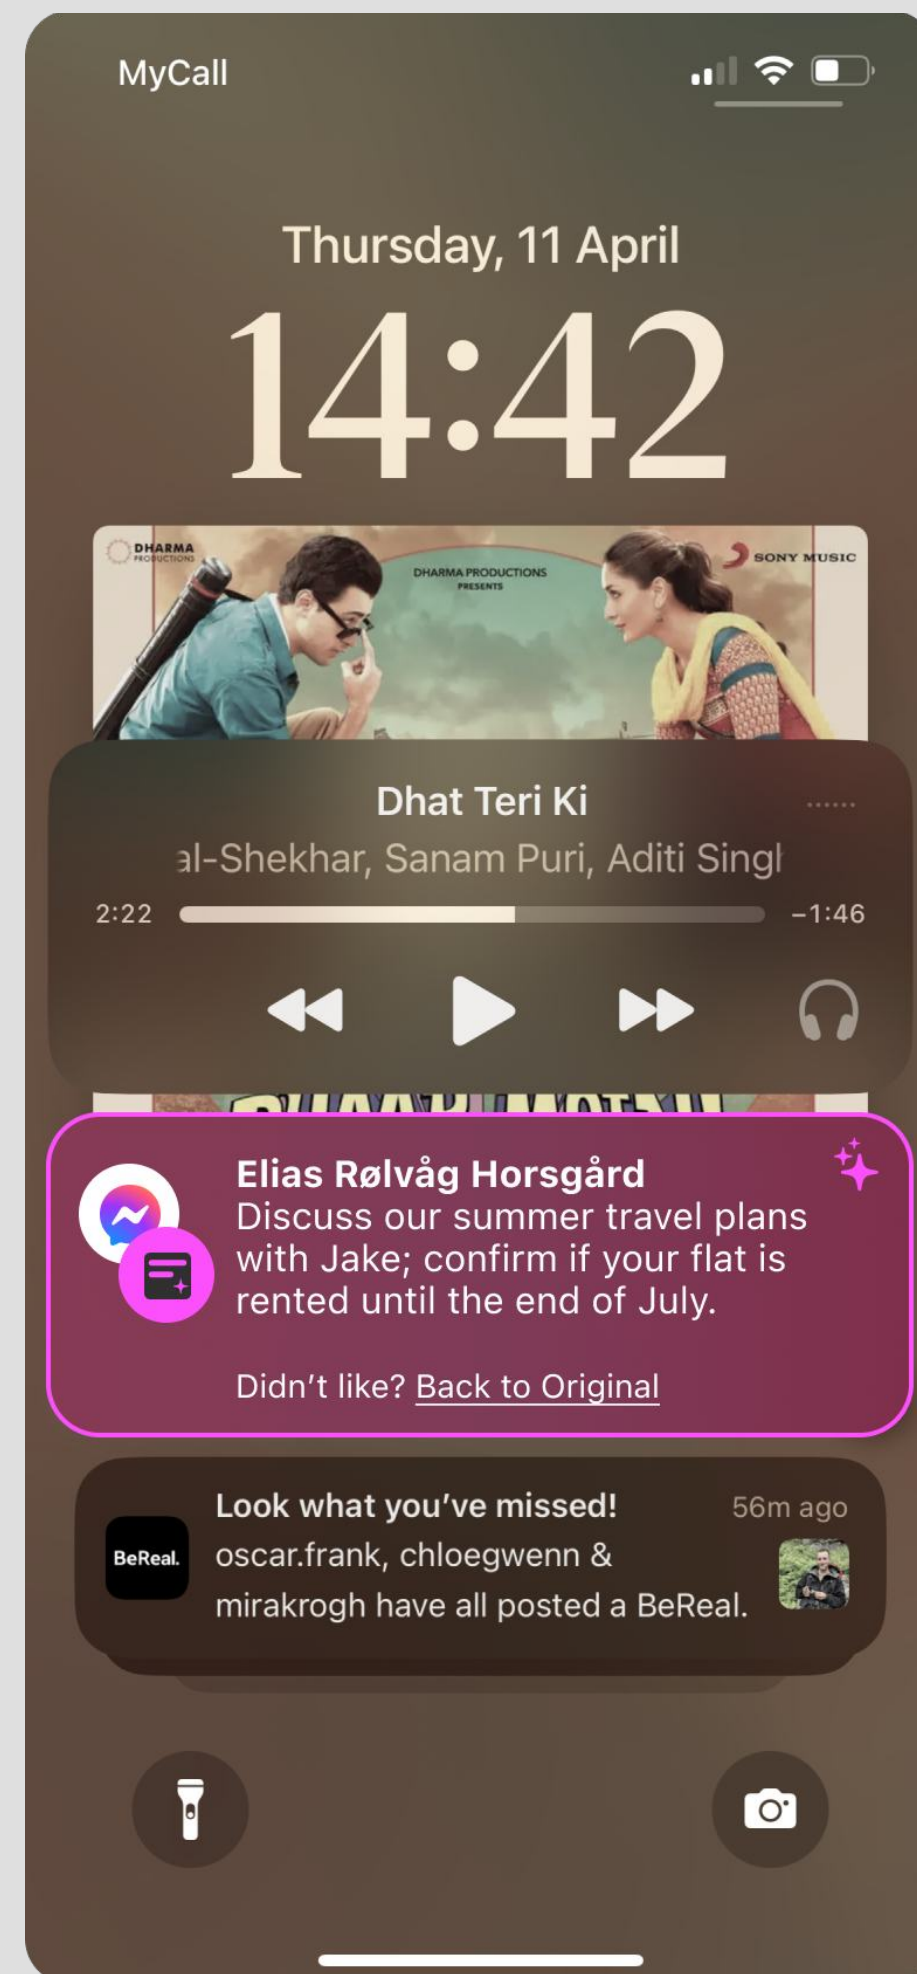 MyCall
Thursday, 11 April
14:42
DHARMA
PRODUCTIONS
DHARMA PRODUCTIONS
PRESENTS
SONY MUSIC
Dhat Teri Ki
al-Shekhar, Sanam Puri, Aditi Singh
2:22
−1:46
Elias Rølvåg Horsgård
Discuss our summer travel plans
with Jake; confirm if your flat is
rented until the end of July.
Didn’t like? Back to Original
Look what you’ve missed!
56m ago
BeReal.
oscar.frank, chloegwenn &
mirakrogh have all posted a BeReal.